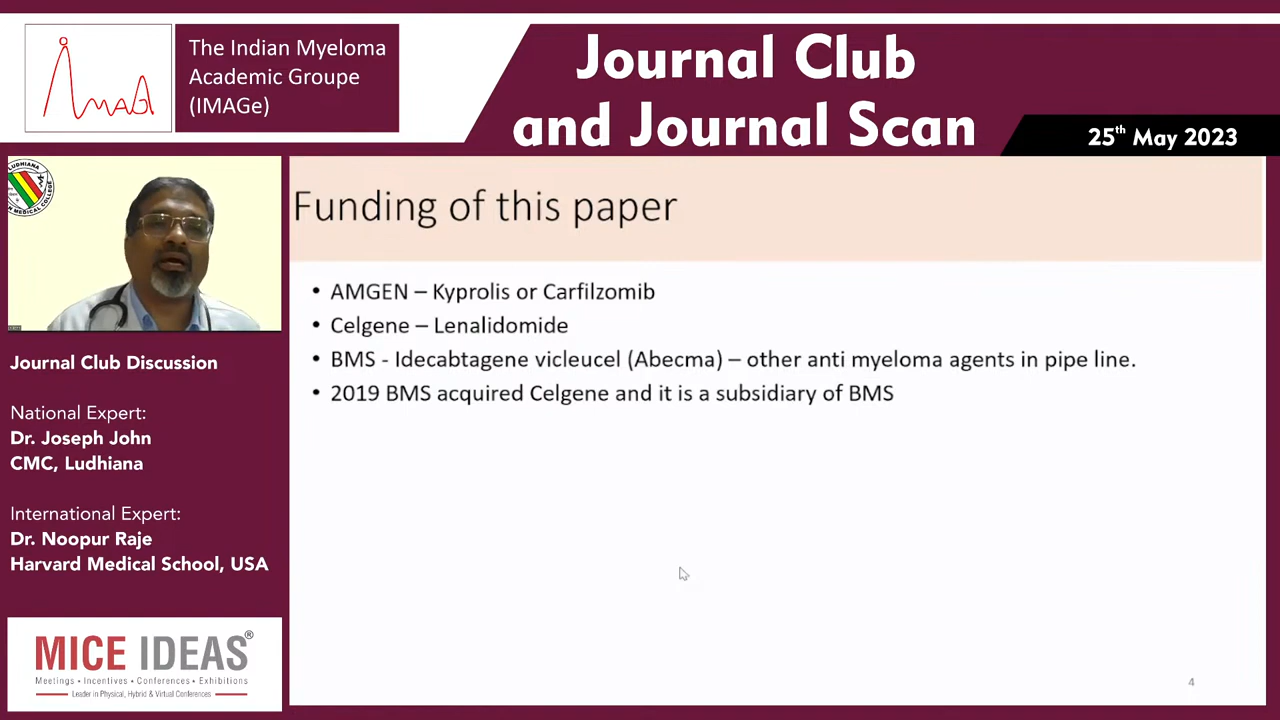 IMAG
The Indian Myeloma
Academic Groupe
(IMAGe)
Journal Club
and Journal Scan
25th May 2023
LUDHIANA
MEDICAL COLLEGE
Funding of this paper
• AMGEN – Kyprolis or Carfilzomib
• Celgene – Lenalidomide
• BMS - Idecabtagene vicleucel (Abecma) – other anti myeloma agents in pipe line.
• 2019 BMS acquired Celgene and it is a subsidiary of BMS
4
Journal Club Discussion
National Expert:
Dr. Joseph John
CMC, Ludhiana
International Expert:
Dr. Noopur Raje
Harvard Medical School, USA
MICE IDEAS®
Meetings • Incentives • Conferences • Exhibitions
Leader in Physical, Hybrid & Virtual Conferences